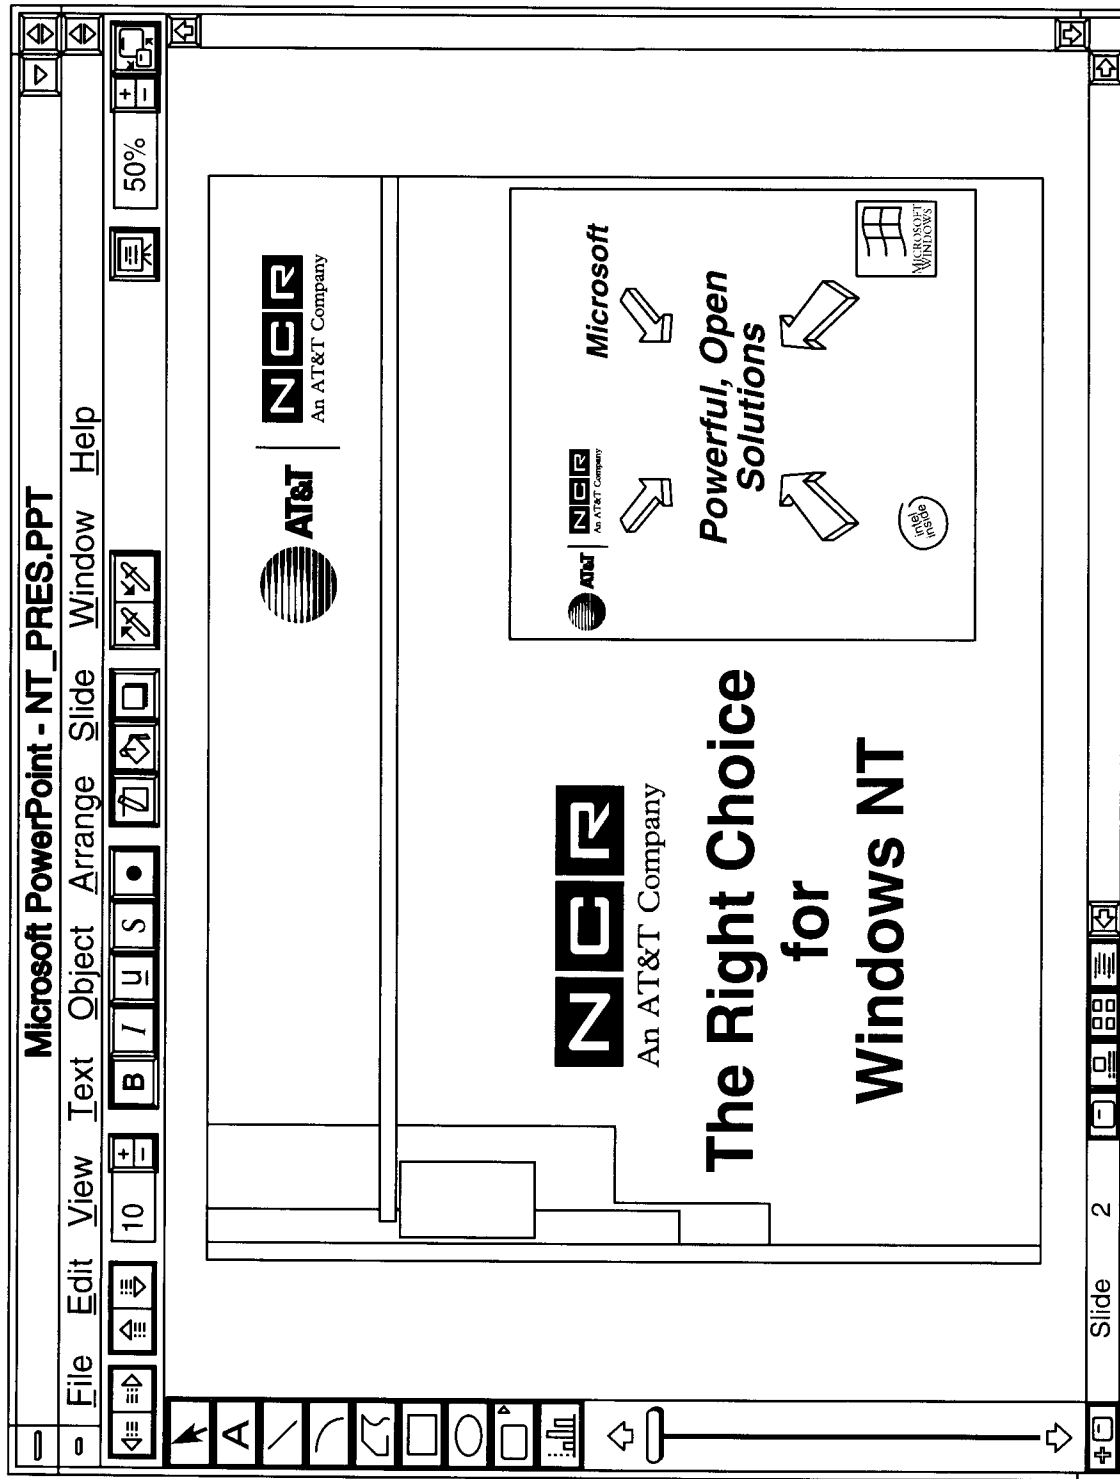 Microsoft PowerPoint - NT_PRES.PPT
File Edit View Text Object Arrange Slide Window Help
10 + - B I U S 50% + -
A
AT&T NCR
An AT&T Company
NCR
An AT&T Company
The Right Choice
for
Windows NT
AT&T NCR
An AT&T Company
Microsoft
Powerful, Open
Solutions
intel
inside
MICROSOFT
WINDOWS
Slide 2